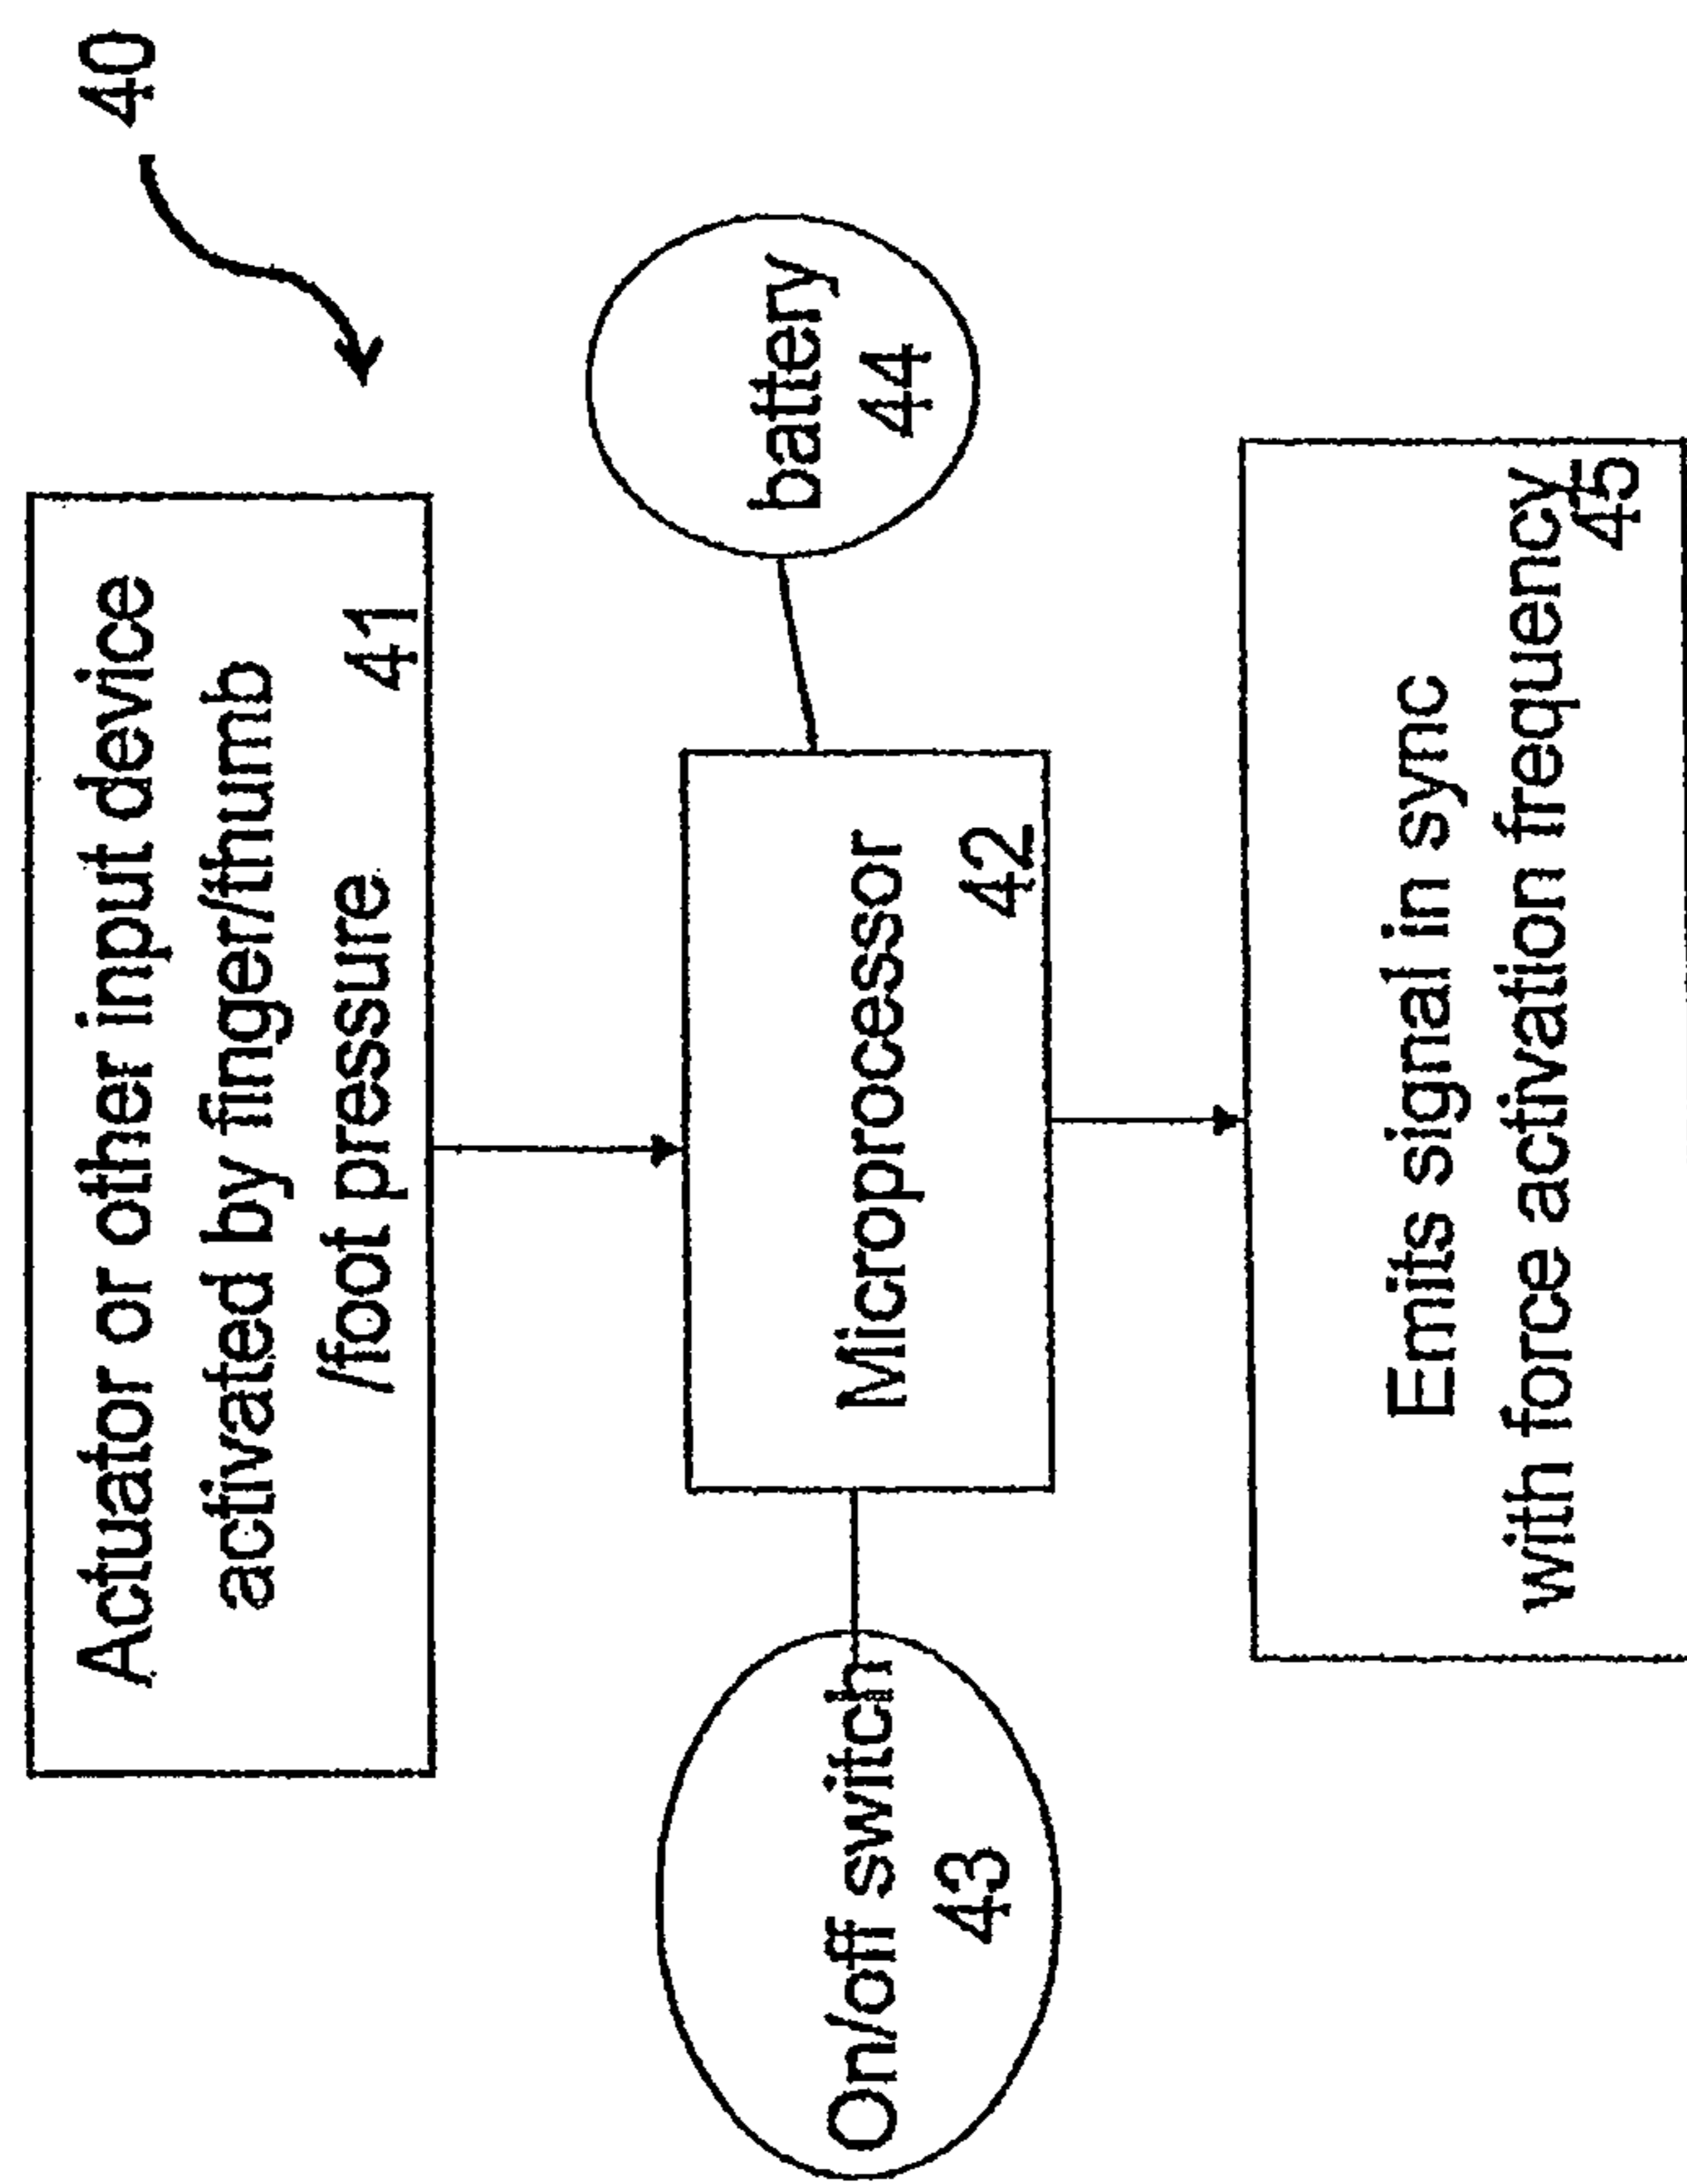 40
Actuator or other input device
activated by finger/thumb
/foot pressure
41
On/off switch
43
Microprocessor
42
battery
44
Emits signal in sync
with force activation frequency
45